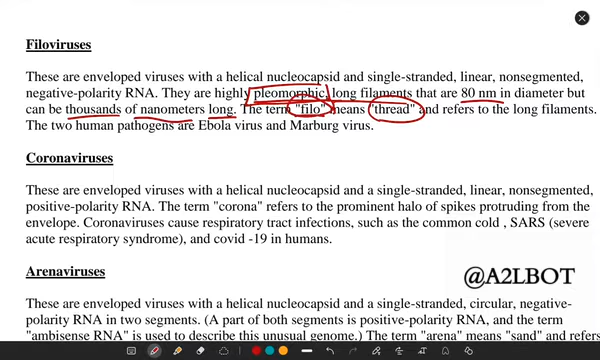 Filoviruses
These are enveloped viruses with a helical nucleocapsid and single-stranded, linear, nonsegmented,
negative-polarity RNA. They are highly pleomorphic, long filaments that are 80 nm in diameter but
can be thousands of nanometers long. The term "filo" means "thread" and refers to the long filaments.
The two human pathogens are Ebola virus and Marburg virus.
Coronaviruses
These are enveloped viruses with a helical nucleocapsid and a single-stranded, linear, nonsegmented,
positive-polarity RNA. The term "corona" refers to the prominent halo of spikes protruding from the
envelope. Coronaviruses cause respiratory tract infections, such as the common cold , SARS (severe
acute respiratory syndrome), and covid -19 in humans.
Arenaviruses
@A2LBOT
These are enveloped viruses with a helical nucleocapsid and a single-stranded, circular, negative-
polarity RNA in two segments. (A part of both segments is positive-polarity RNA, and the term
"ambisense RNA" is used to describe this unusual genome.) The term "arena" means "sand" and refers